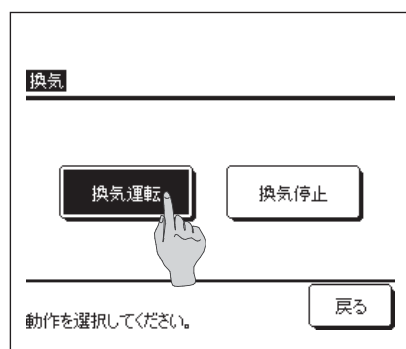 換気
換気運転
換気停止
戻る
動作を選択してください。